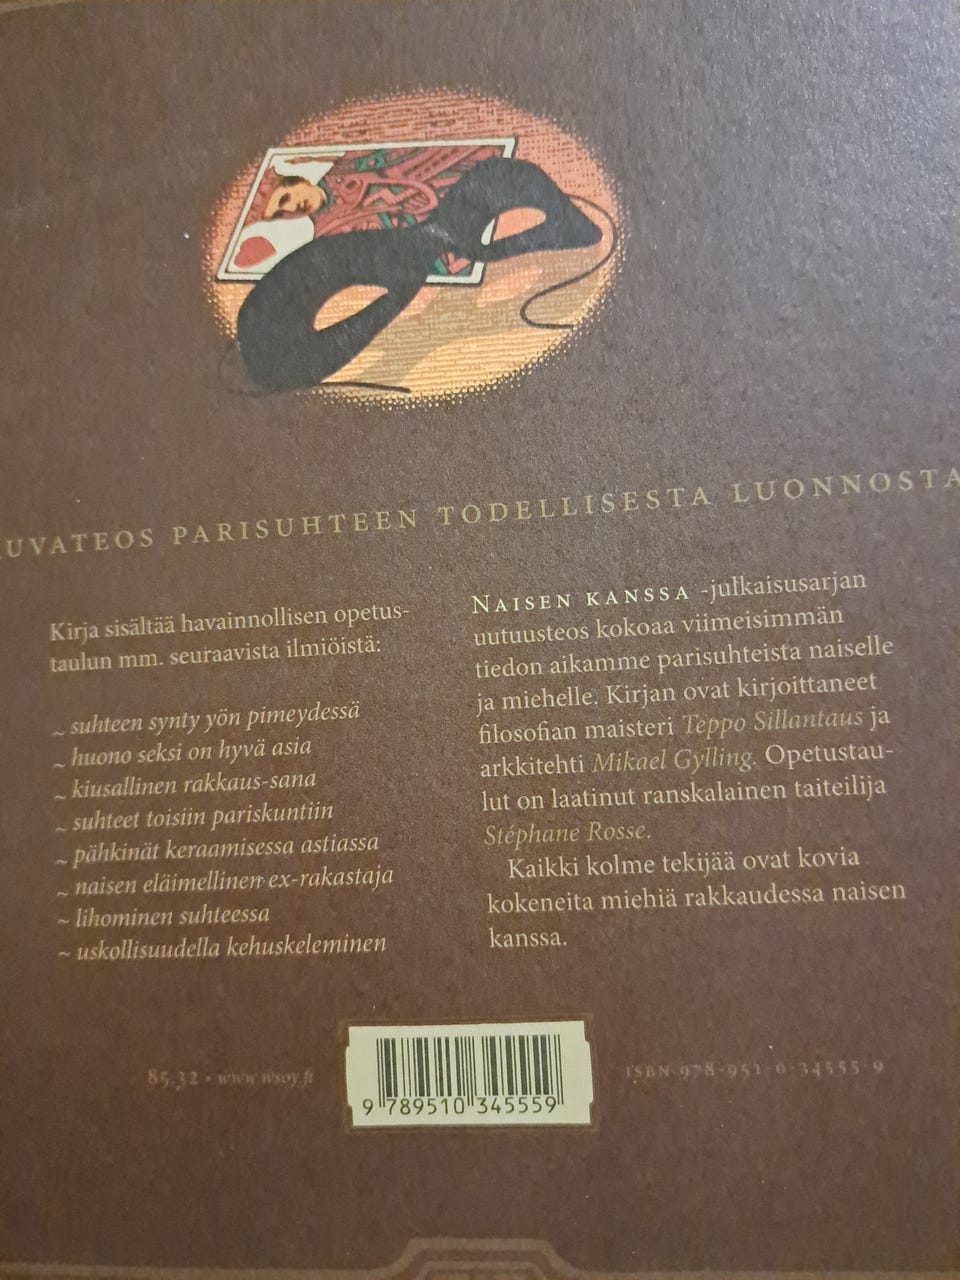 KUVATEOS PARISUHTEEN TODELLISESTA LUONNOSTA
Kirja sisältää havainnollisen opetus-
taulun mm. seuraavista ilmiöistä:
~ suhteen synty yön pimeydessä
~ huono seksi on hyvä asia
~ kiusallinen rakkaus-sana
~ suhteet toisiin pariskuntiin
~ pähkinät keraamisessa astiassa
~ naisen eläimellinen ex-rakastaja
~ lihominen suhteessa
~ uskollisuudella kehuskeleminen
NAISEN KANSSA -julkaisusarjan
uutuusteos kokoaa viimeisimmän
tiedon aikamme parisuhteista naiselle
ja miehelle. Kirjan ovat kirjoittaneet
filosofian maisteri Teppo Sillantaus ja
arkkitehti Mikael Gylling. Opetustau-
lut on laatinut ranskalainen taiteilija
Stéphane Rosse.
Kaikki kolme tekijää ovat kovia
kokeneita miehiä rakkaudessa naisen
kanssa.
85.32 • www.wsoy.fi
9 789510 345559
ISBN 978-951-0-34555-9